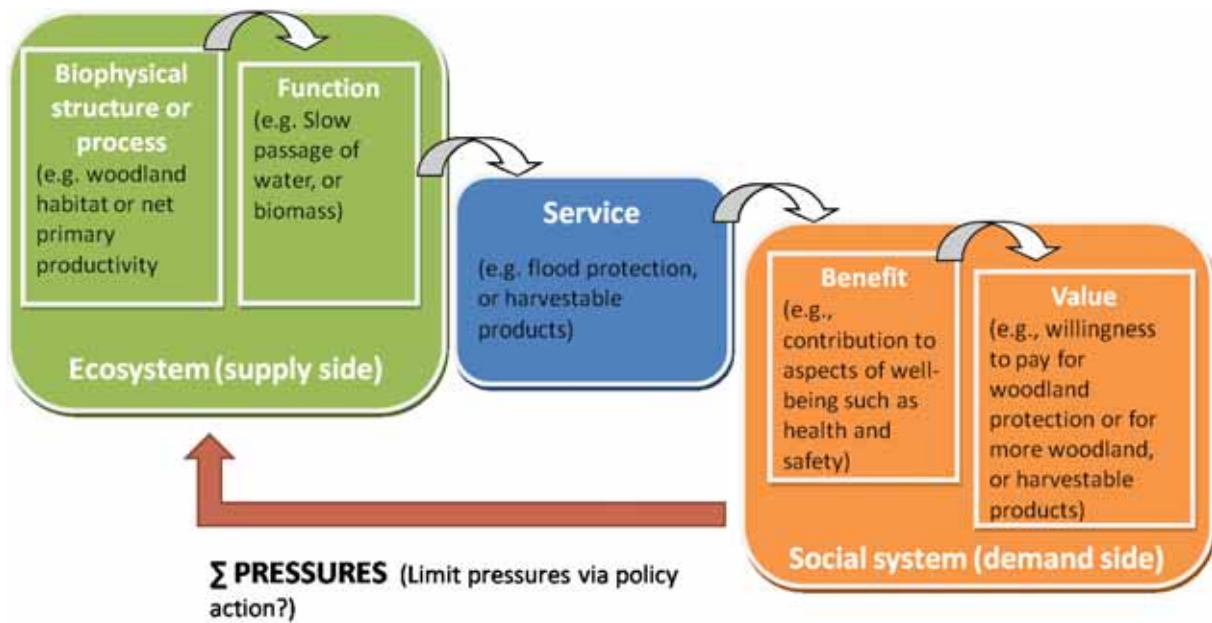 Biophysical
structure or
process
(e.g. woodland
habitat or net
primary
productivity
Function
(e.g. Slow
passage of
water, or
biomass)
Ecosystem (supply side)
Service
(e.g. flood protection,
or harvestable
products)
Benefit
(e.g.,
contribution to
aspects of well-
being such as
health and
safety)
Value
(e.g., willingness
to pay for
woodland
protection or for
more woodland,
or harvestable
products)
Social system (demand side)
∑ PRESSURES (Limit pressures via policy
action?)